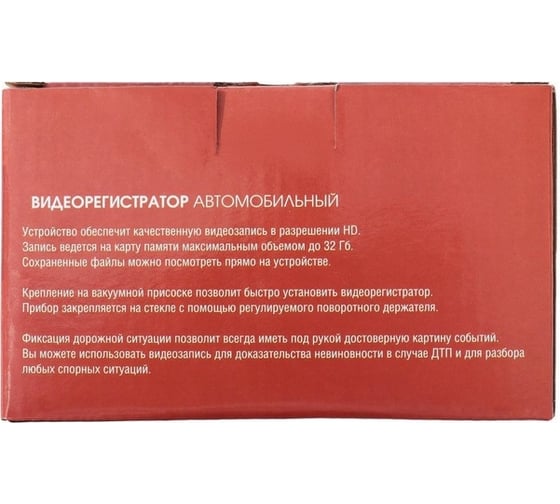 ВИДЕОРЕГИСТРАТОР АВТОМОБИЛЬНЫЙ
Устройство обеспечит качественную видеозапись в разрешении HD.
Запись ведется на карту памяти максимальным объемом до 32 Гб.
Сохраненные файлы можно посмотреть прямо на устройстве.
Крепление на вакуумной присоске позволит быстро установить видеорегистратор.
Прибор закрепляется на стекле с помощью регулируемого поворотного держателя.
Фиксация дорожной ситуации позволит всегда иметь под рукой достоверную картину событий.
Вы можете использовать видеозапись для доказательства невиновности в случае ДТП и для разбора
любых спорных ситуаций.